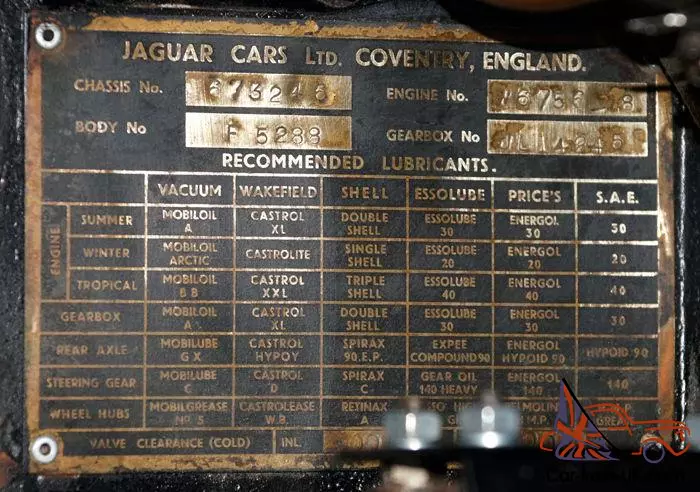 JAGUAR CARS LTD. COVENTRY, ENGLAND.
CHASSIS No. 673246 ENGINE No.
BODY No F 5288 GEARBOX No
RECOMMENDED LUBRICANTS.
VACUUM WAKEFIELD SHELL ESSOLUBE PRICE'S S.A.E.
ENGINE
SUMMER MOBILOIL A CASTROL XL DOUBLE SHELL ESSOLUBE 30 ENERGOL 30 30
WINTER MOBILOIL ARCTIC CASTROLITE SINGLE SHELL ESSOLUBE 20 ENERGOL 20 20
TROPICAL MOBILOIL B B CASTROL XXL TRIPLE SHELL ESSOLUBE 40 ENERGOL 40 40
GEARBOX MOBILOIL A CASTROL XL DOUBLE SHELL ESSOLUBE 30 ENERGOL 30 30
REAR AXLE MOBILUBE G X CASTROL HYPOY SPIRAX 90.E.P. EXPEE COMPOUND 90 ENERGOL HYPOID 90 HYPOID 90
STEERING GEAR MOBILUBE C CASTROL D SPIRAX C GEAR OIL 140 HEAVY ENERGOL 140 140
WHEEL HUBS MOBILGREASE No 5 CASTROLEASE W.B. RETINAX A
VALVE CLEARANCE (COLD) INL.